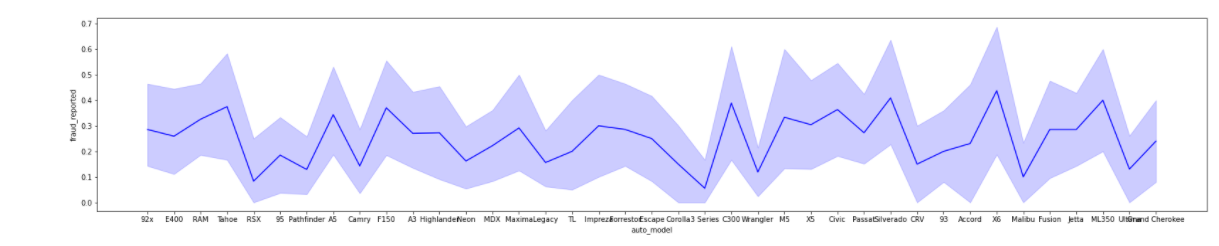 0.7
0.6
0.5
0.4
0.3
0.2
0.1
0.0
fraud_reported
92x E400 RAM Tahoe RSX 95 Pathfinder A5 Camry F150 A3 Highlander Neon MDX Maxima Legacy TL Impreza Forrestor Escape Corolla 3 Series C300 Wrangler M5 X5 Civic Passat Silverado CRV 93 Accord X6 Malibu Fusion Jetta ML350 Ultima Grand Cherokee
auto_model